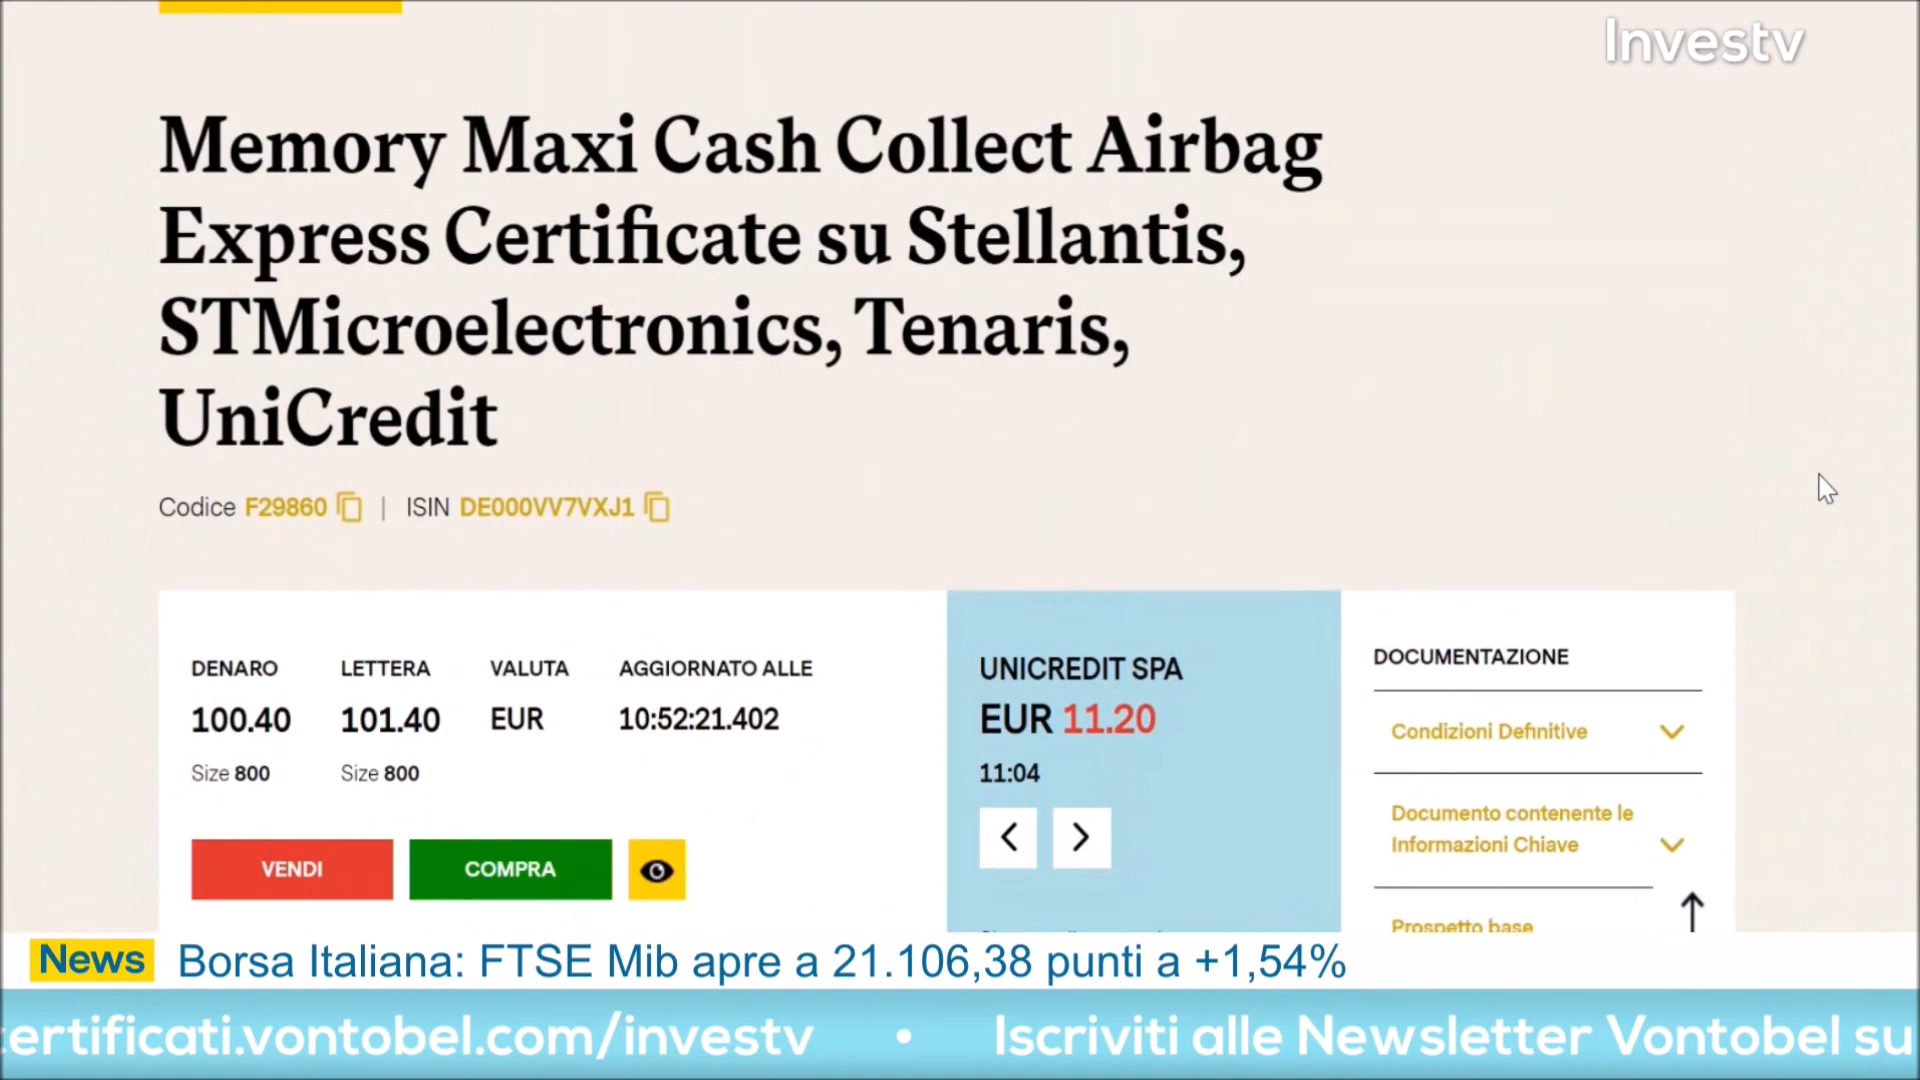 Investv
Memory Maxi Cash Collect Airbag
Express Certificate su Stellantis,
STMicroelectronics, Tenaris,
UniCredit
Codice F29860 | ISIN DE000VV7VXJ1
DENARO LETTERA VALUTA AGGIORNATO ALLE
100.40 101.40 EUR 10:52:21.402
Size 800 Size 800
VENDI COMPRA
UNICREDIT SPA
EUR 11.20
11:04
DOCUMENTAZIONE
Condizioni Definitive
Documento contenente le
Informazioni Chiave
Prospetto base
News Borsa Italiana: FTSE Mib apre a 21.106,38 punti a +1,54%
certificati.vontobel.com/investv • Iscriviti alle Newsletter Vontobel su